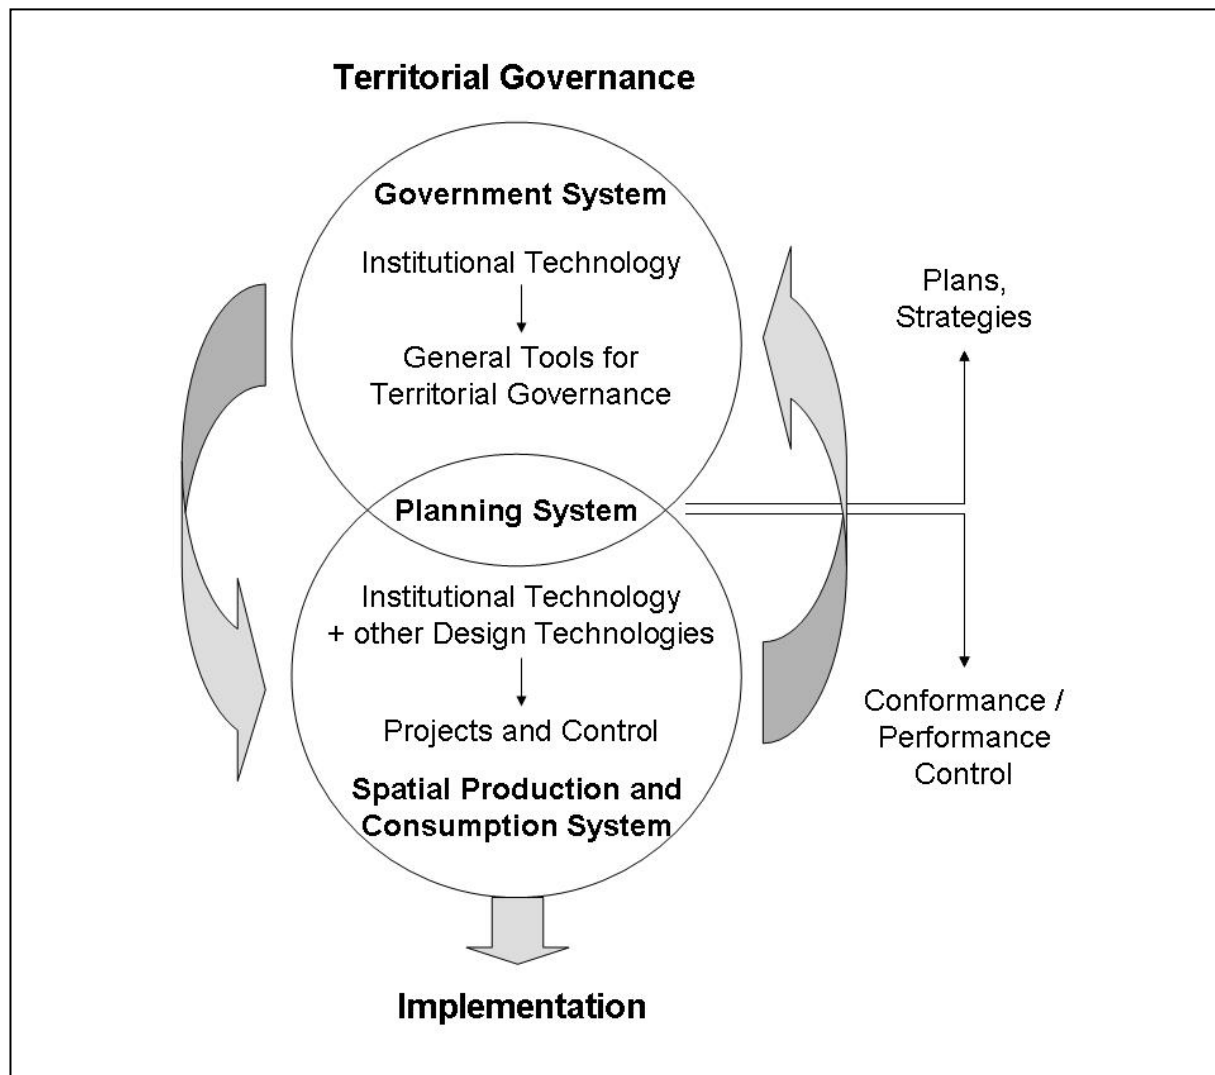 Territorial Governance
Government System
Institutional Technology
General Tools for
Territorial Governance
Planning System
Institutional Technology
+ other Design Technologies
Projects and Control
Spatial Production and
Consumption System
Plans,
Strategies
Conformance /
Performance
Control
Implementation